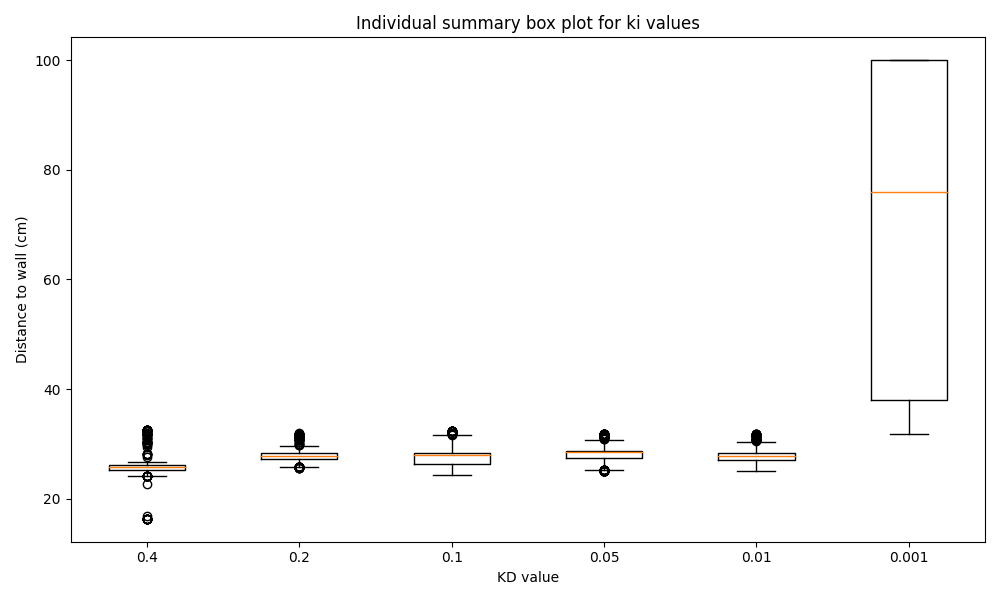 Individual summary box plot for ki values
Distance to wall (cm)
100
80
60
40
20
0.4 0.2 0.1 0.05 0.01 0.001
KD value